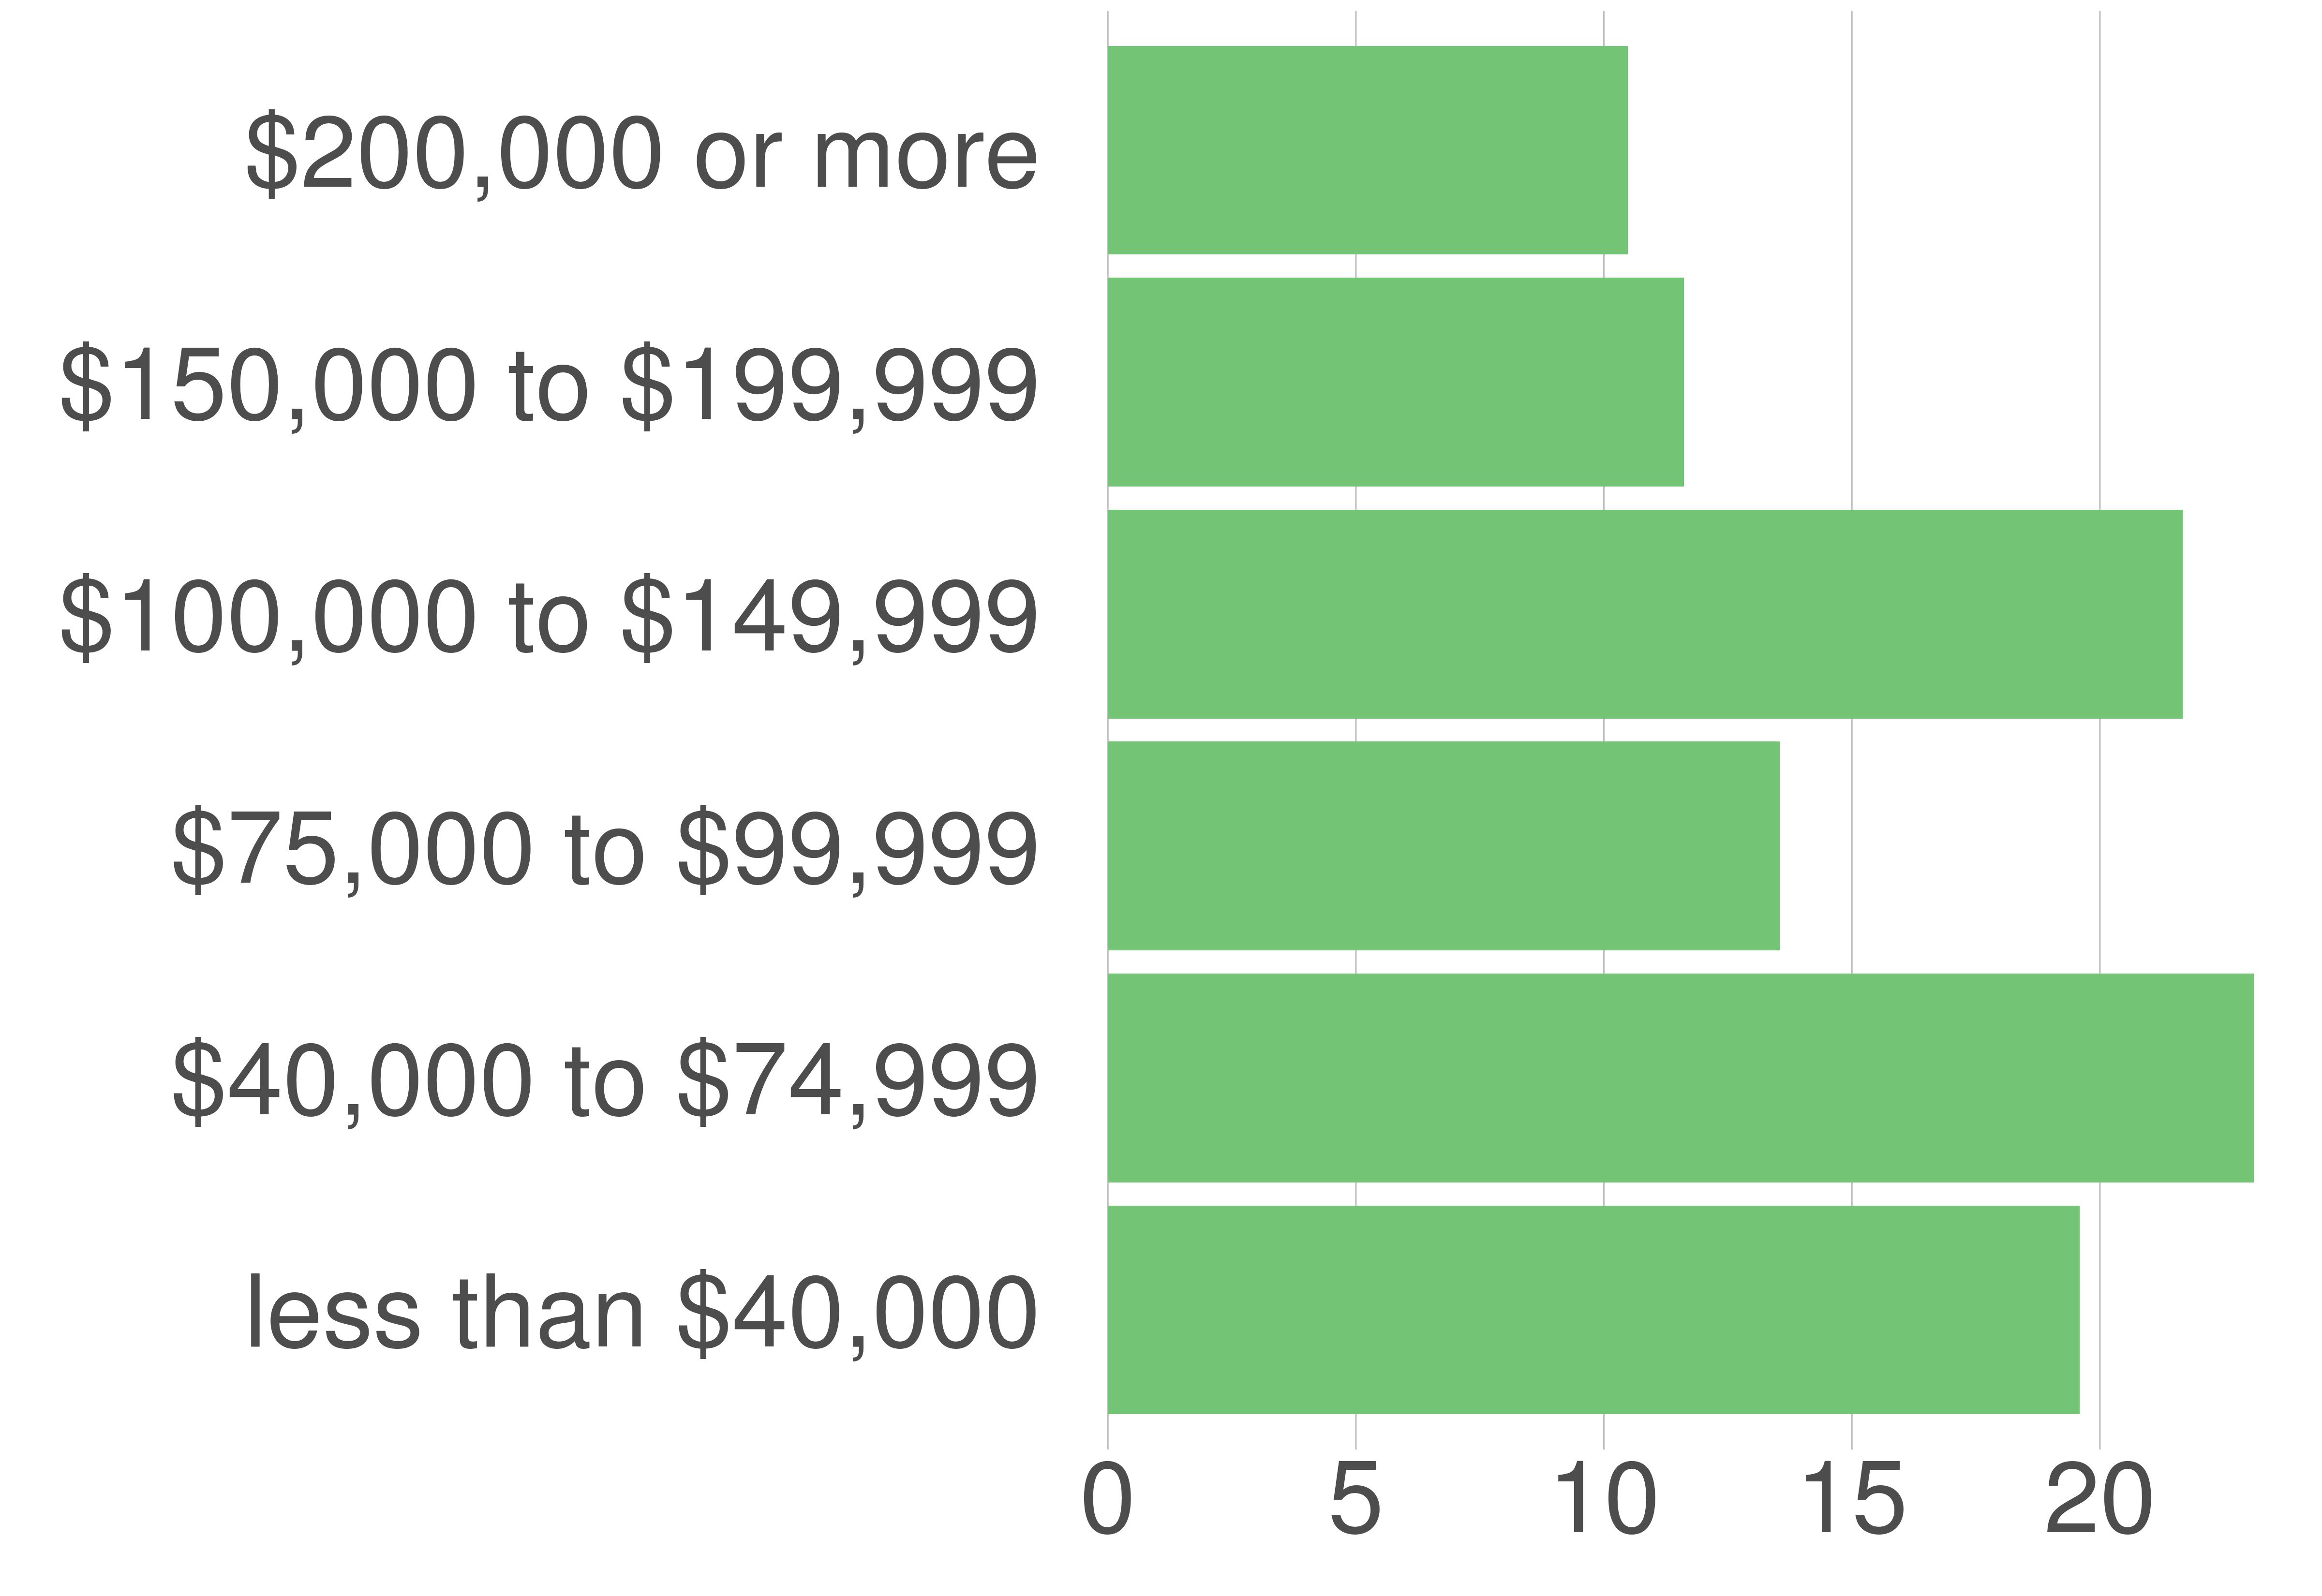 $200,000 or more
$150,000 to $199,999
$100,000 to $149,999
$75,000 to $99,999
$40,000 to $74,999
less than $40,000
0 5 10 15 20